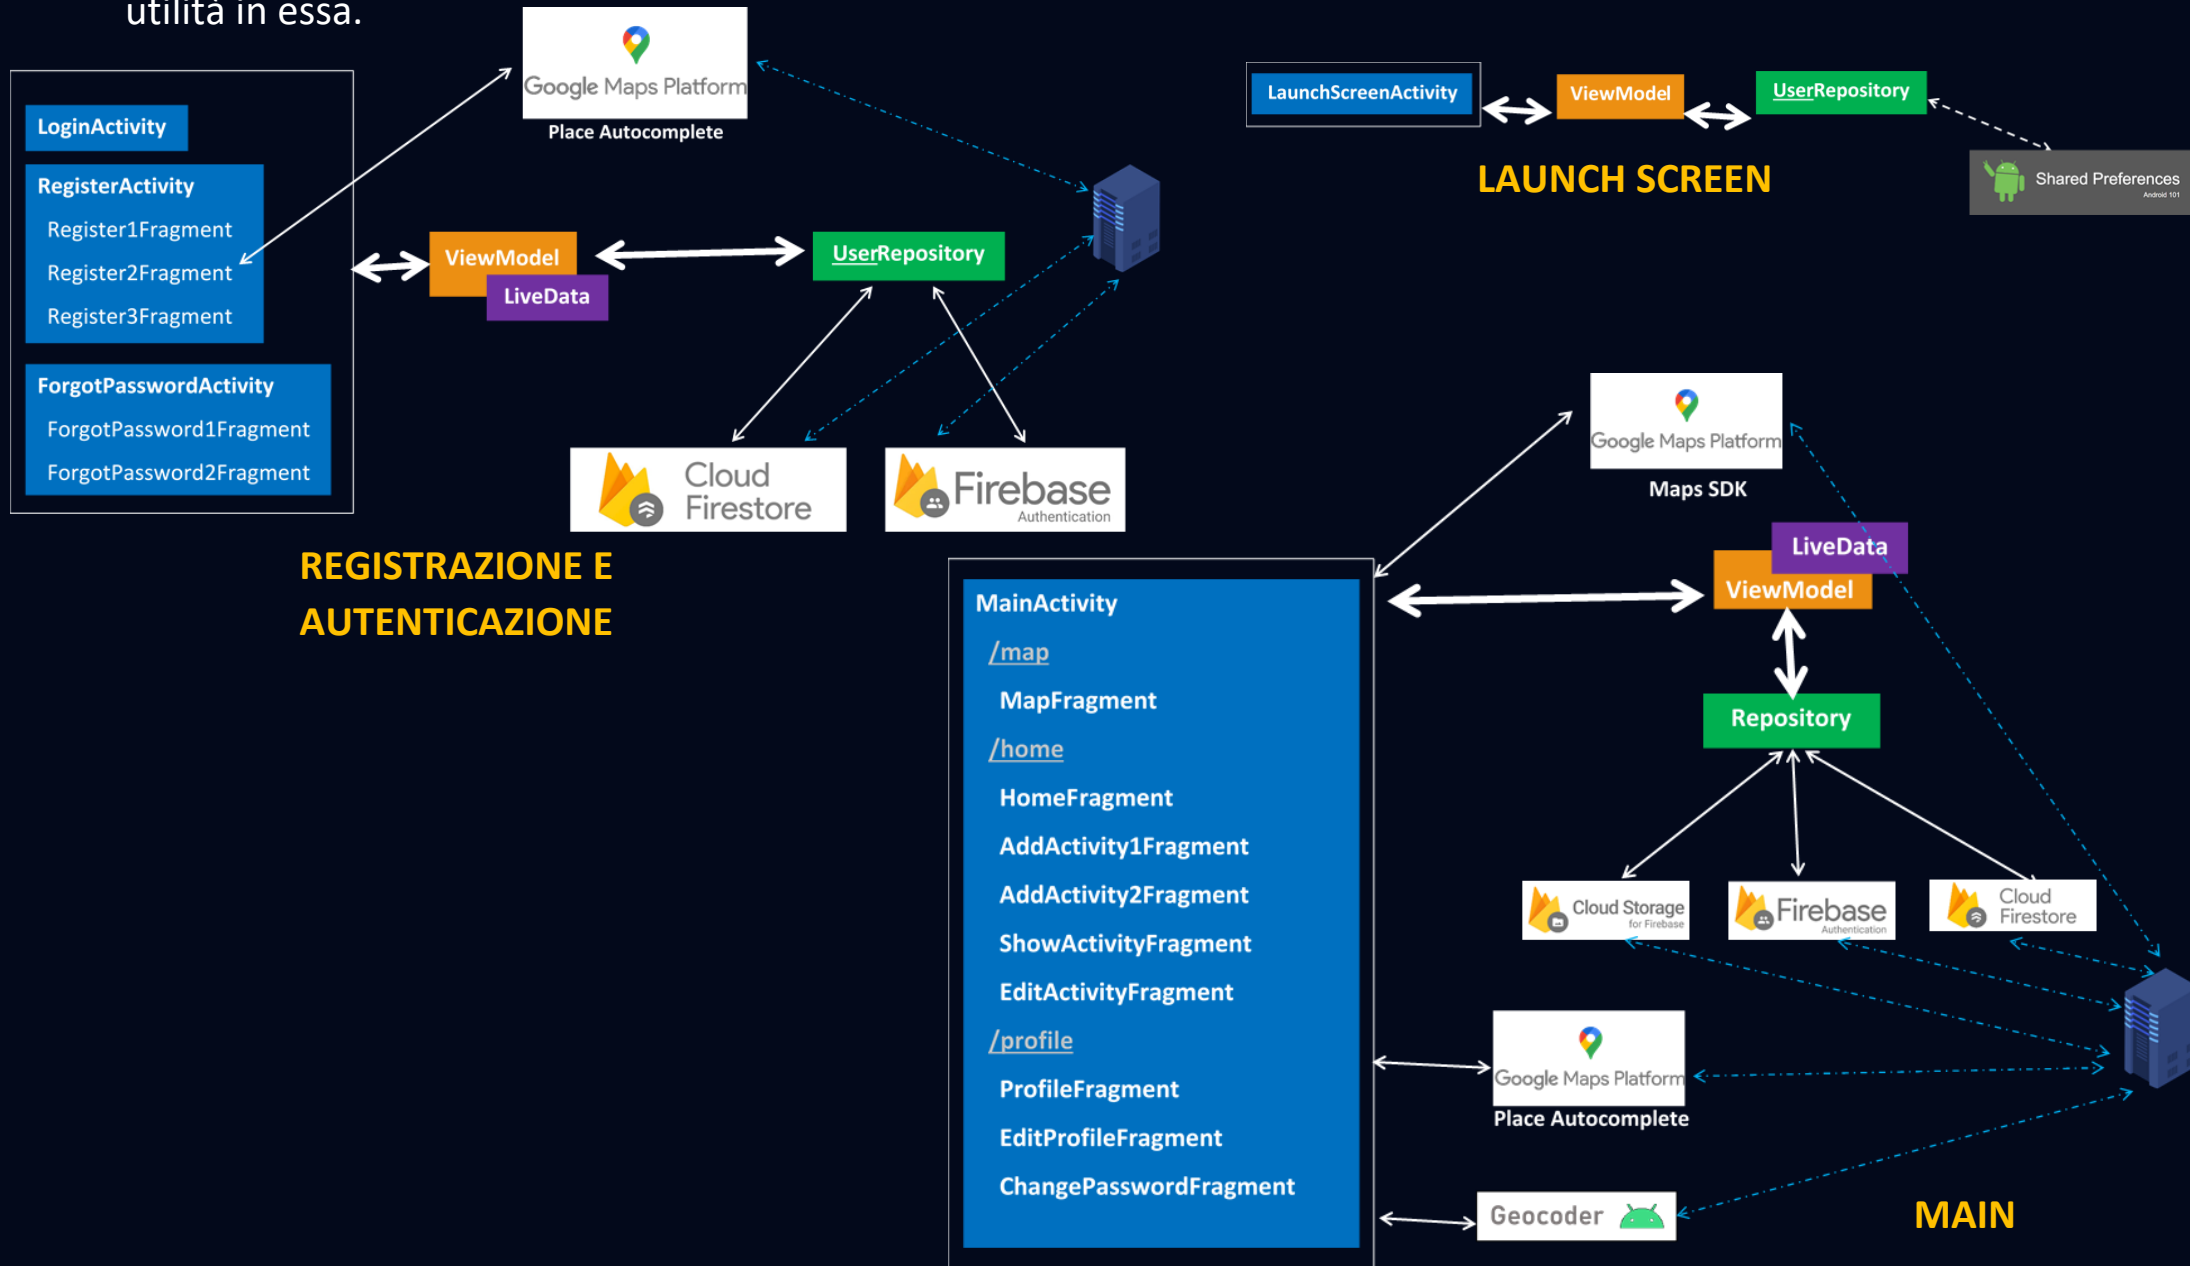 utilità in essa.
Google Maps Platform
Place Autocomplete
LoginActivity
RegisterActivity
Register1Fragment
Register2Fragment
Register3Fragment
ForgotPasswordActivity
ForgotPassword1Fragment
ForgotPassword2Fragment
ViewModel
LiveData
UserRepository
Cloud
Firestore
Firebase
Authentication
REGISTRAZIONE E
AUTENTICAZIONE
LaunchScreenActivity
ViewModel
UserRepository
LAUNCH SCREEN
Shared Preferences
Android 101
Google Maps Platform
Maps SDK
LiveData
ViewModel
Repository
MainActivity
/map
MapFragment
/home
HomeFragment
AddActivity1Fragment
AddActivity2Fragment
ShowActivityFragment
EditActivityFragment
/profile
ProfileFragment
EditProfileFragment
ChangePasswordFragment
Cloud Storage
for Firebase
Firebase
Authentication
Cloud
Firestore
Google Maps Platform
Place Autocomplete
Geocoder
MAIN